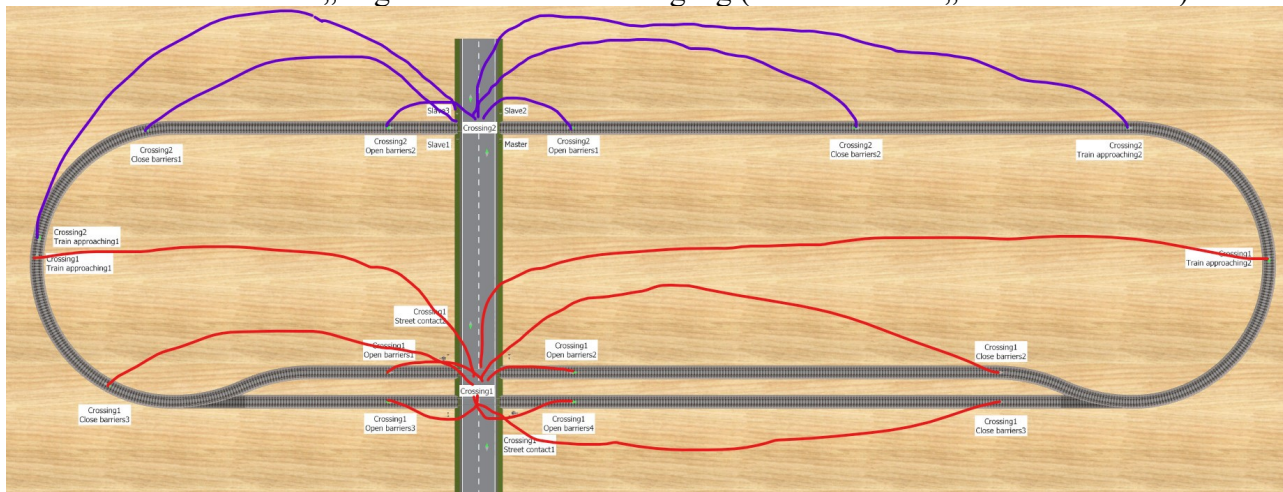 Slave3
Slave2
Crossing2
Slave1
Master
Crossing2
Close barriers1
Crossing2
Open barriers2
Crossing2
Open barriers1
Crossing2
Close barriers2
Crossing2
Train approaching2
Crossing2
Train approaching1
Crossing1
Train approaching1
Crossing1
Train approaching2
Crossing1
Street contact2
Crossing1
Open barriers1
Crossing1
Open barriers2
Crossing1
Close barriers2
Crossing1
Crossing1
Close barriers3
Crossing1
Open barriers3
Crossing1
Open barriers4
Crossing1
Close barriers3
Crossing1
Street contact1